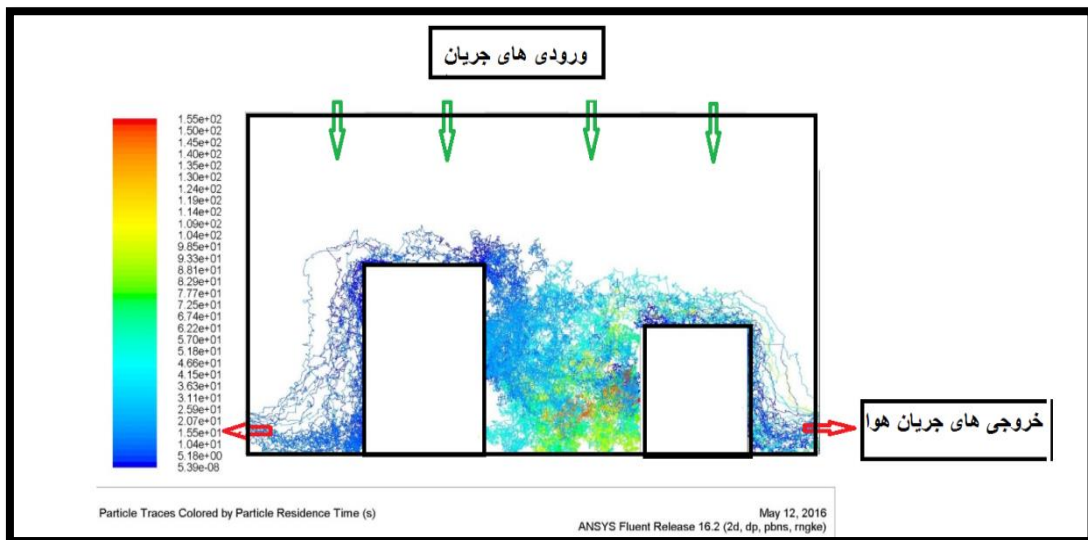 ورودی های جریان
1.55e+02
1.50e+02
1.45e+02
1.40e+02
1.35e+02
1.30e+02
1.24e+02
1.19e+02
1.14e+02
1.09e+02
1.04e+02
9.85e+01
9.33e+01
8.81e+01
8.29e+01
7.77e+01
7.25e+01
6.74e+01
6.22e+01
5.70e+01
5.18e+01
4.66e+01
4.15e+01
3.63e+01
3.11e+01
2.59e+01
2.07e+01
1.55e+01
1.04e+01
5.18e+00
5.39e-08
خروجی های جریان هوا
Particle Traces Colored by Particle Residence Time (s)
May 12, 2016
ANSYS Fluent Release 16.2 (2d, dp, pbns, rngke)